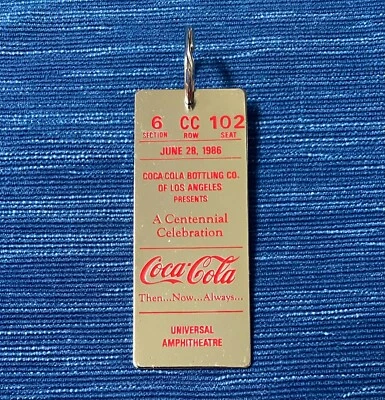 6 CC 102
SECTION ROW SEAT
JUNE 28, 1986
COCA COLA BOTTLING CO.
OF LOS ANGELES
PRESENTS
A Centennial
Celebration
Coca-Cola
Then...Now...Always...
UNIVERSAL
AMPHITHEATRE